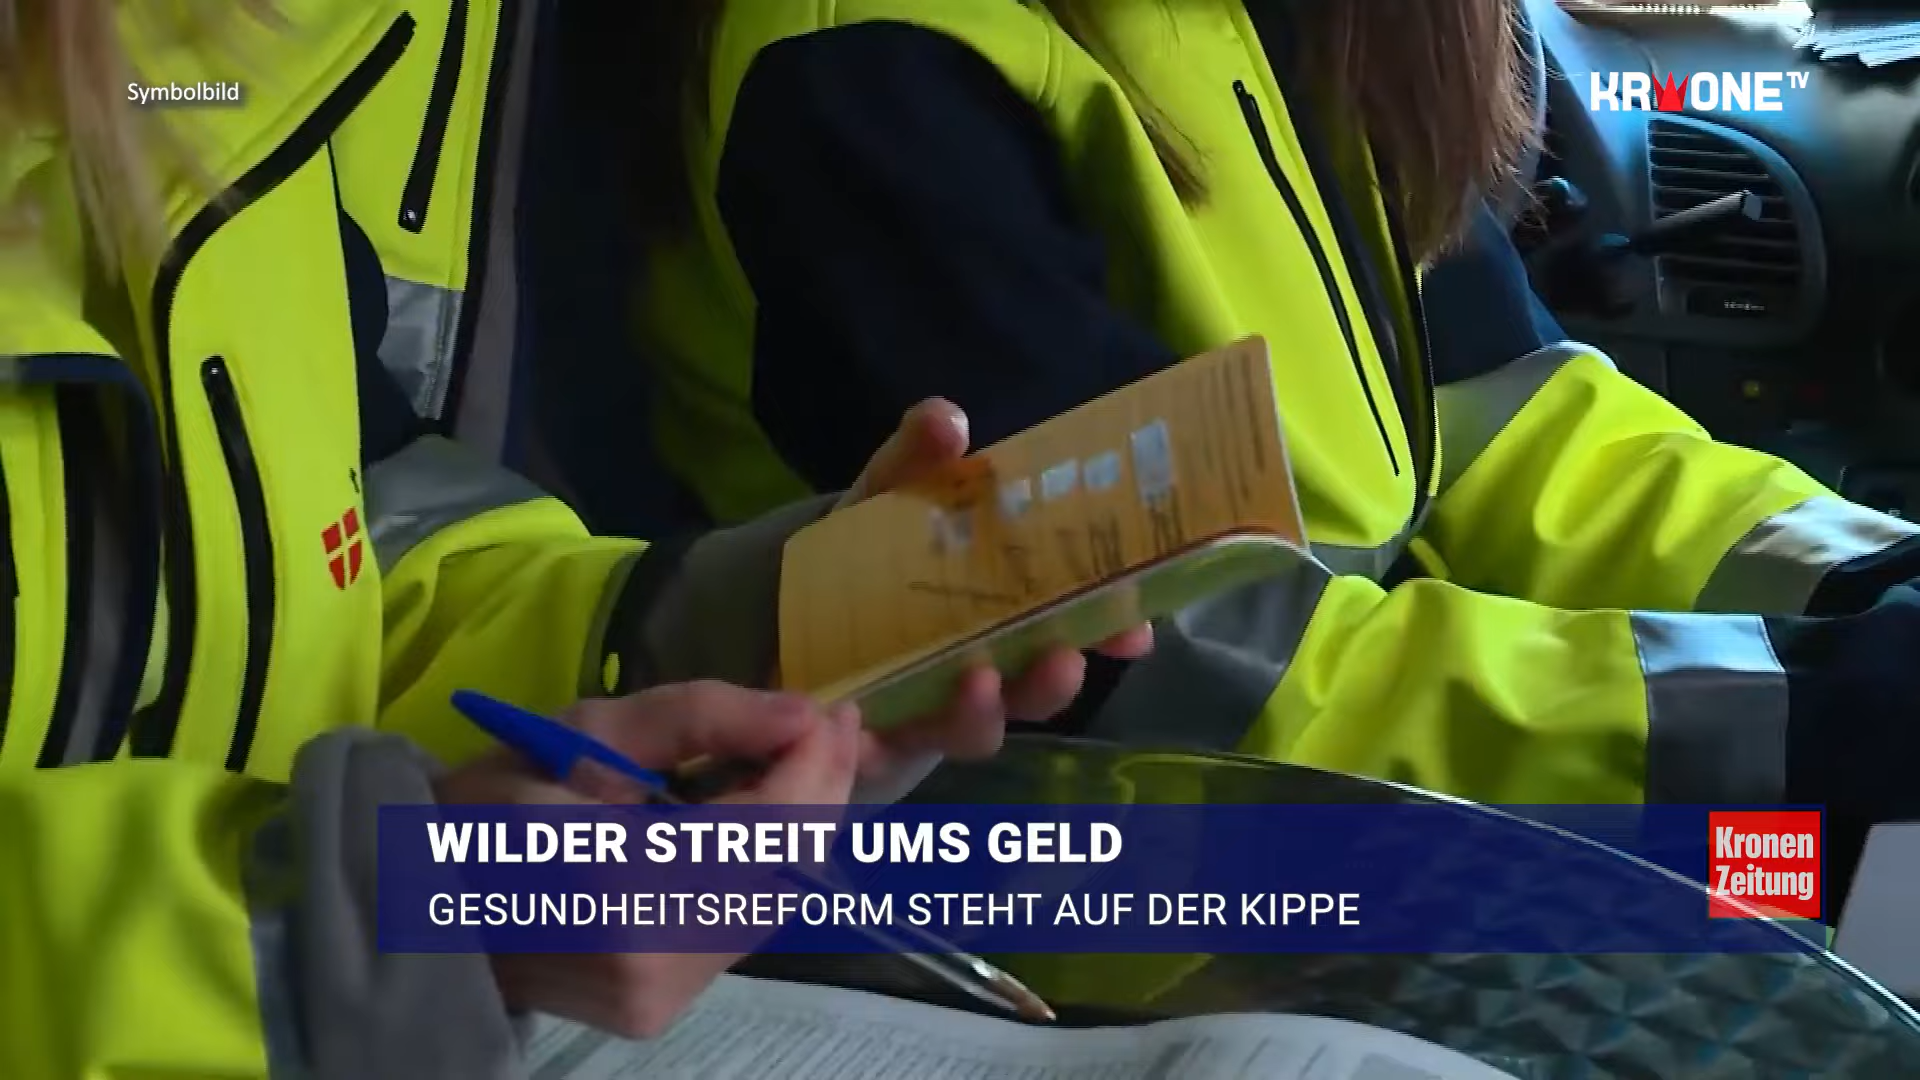 Symbolbild
KRONE TV
WILDER STREIT UMS GELD
GESUNDHEITSREFORM STEHT AUF DER KIPPE
Kronen
Zeitung